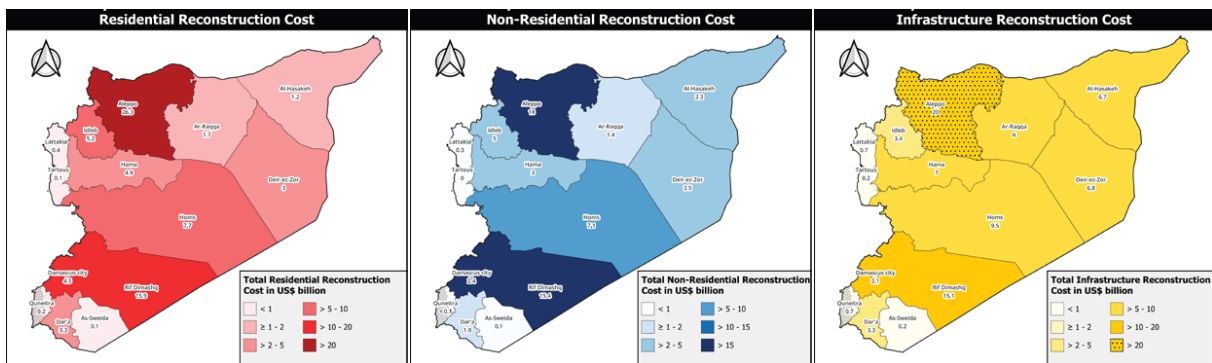 Residential Reconstruction Cost
Aleppo
26.3
Al-Hasakeh
1.2
Ar-Raqqa
Idleb
5.2
Lattakia
0.4
Tartous
0.1
Hama
4.9
Deir-ez-Zor
3
Homs
7.7
Damascus city
4.5
Rif Dimashq
15.9
Quneitra
0.2
Dar'a
3.3
As-Sweida
0.1
Total Residential Reconstruction
Cost in US$ billion
< 1
≥ 1 - 2
> 2 - 5
> 5 - 10
> 10 - 20
> 20
Non-Residential Reconstruction Cost
Aleppo
18
Al-Hasakeh
2.3
Ar-Raqqa
1.4
Idleb
5
Lattakia
0.3
Tartous
0
Hama
3
Deir-ez-Zor
2.5
Homs
7.1
Damascus city
2.4
Rif Dimashq
15.4
Quneitra
0.1
Dar'a
1.9
As-Sweida
0.1
Total Non-Residential Reconstruction
Cost in US$ billion
< 1
≥ 1 - 2
> 2 - 5
> 5 - 10
> 10 - 15
> 15
Infrastructure Reconstruction Cost
Aleppo
20
Al-Hasakeh
6.7
Ar-Raqqa
6
Idleb
3.4
Lattakia
0.7
Tartous
0.2
Hama
7
Deir-ez-Zor
6.8
Homs
9.5
Damascus city
Rif Dimashq
15.1
Quneitra
0.7
Dar'a
3.3
As-Sweida
0.2
Total Infrastructure Reconstruction
Cost in US$ billion
< 1
≥ 1 - 2
> 2 - 5
> 5 - 10
> 10 - 20
> 20